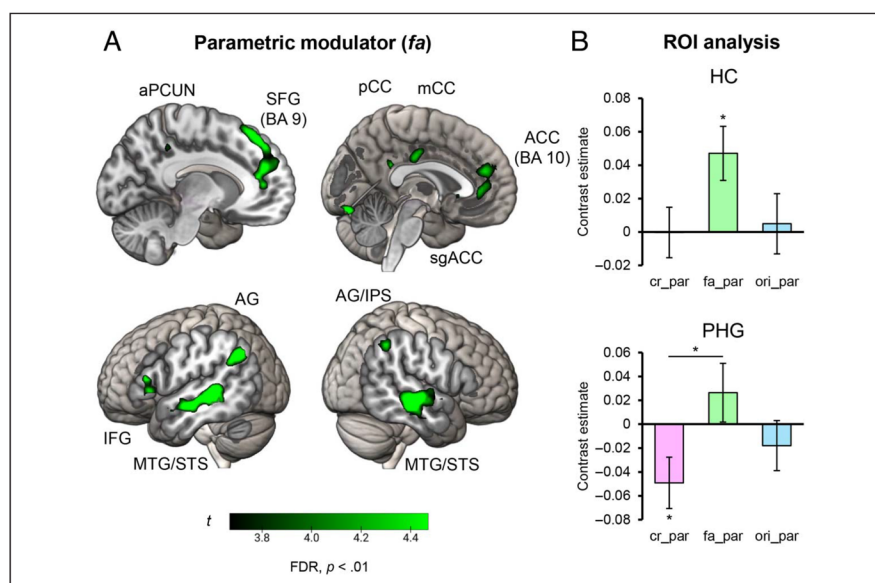 A
Parametric modulator (fa)
aPCUN
SFG
(BA 9)
pCC
mCC
ACC
(BA 10)
sgACC
AG
AG/IPS
IFG
MTG/STS
MTG/STS
t
3.8
4.0
4.2
4.4
FDR, p < .01
B
ROI analysis
HC
Contrast estimate
0.08
0.06
0.04
0.02
0
−0.02
*
cr_par
fa_par
ori_par
PHG
Contrast estimate
0.06
0.04
0.02
0
−0.02
−0.04
−0.06
−0.08
*
*
cr_par
fa_par
ori_par